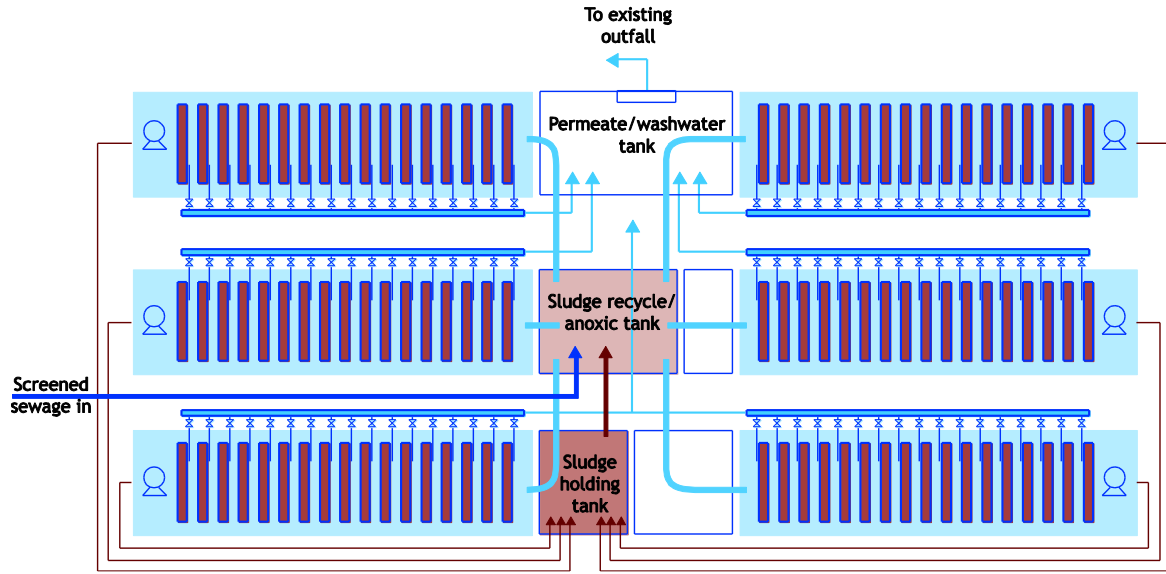 To existing
outfall
Permeate/washwater
tank
Sludge recycle/
anoxic tank
Screened
sewage in
Sludge
holding
tank